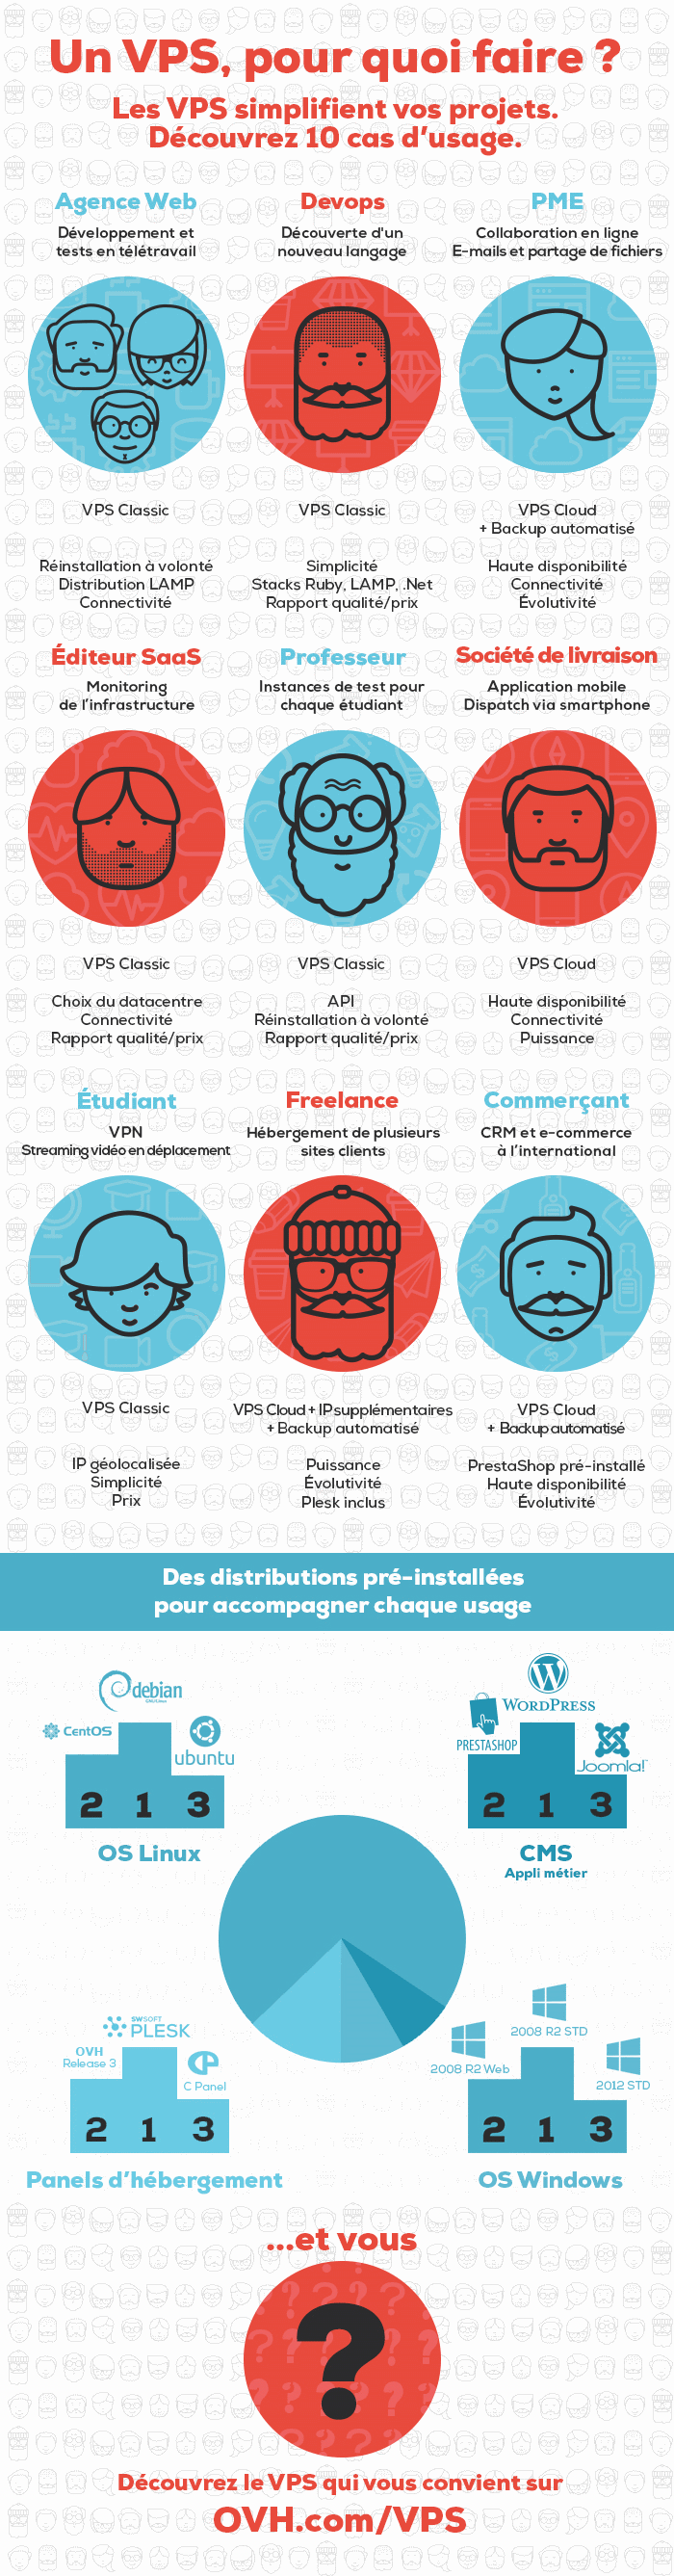 Un VPS, pour quoi faire ?
Les VPS simplifient vos projets.
Découvrez 10 cas d'usage.
Agence Web
Développement et
tests en télétravail
VPS Classic
Réinstallation à volonté
Distribution LAMP
Connectivité
Devops
Découverte d'un
nouveau langage
VPS Classic
Simplicité
Stacks Ruby, LAMP, .Net
Rapport qualité/prix
PME
Collaboration en ligne
E-mails et partage de fichiers
VPS Cloud
+ Backup automatisé
Haute disponibilité
Connectivité
Évolutivité
Éditeur SaaS
Monitoring
de l'infrastructure
VPS Classic
Choix du datacentre
Connectivité
Rapport qualité/prix
Professeur
Instances de test pour
chaque étudiant
VPS Classic
API
Réinstallation à volonté
Rapport qualité/prix
Société de livraison
Application mobile
Dispatch via smartphone
VPS Cloud
Haute disponibilité
Connectivité
Puissance
Étudiant
VPN
Streaming vidéo en déplacement
VPS Classic
IP géolocalisée
Simplicité
Prix
Freelance
Hébergement de plusieurs
sites clients
VPS Cloud + IP supplémentaires
+ Backup automatisé
Puissance
Évolutivité
Plesk inclus
Commerçant
CRM et e-commerce
à l'international
VPS Cloud
+ Backup automatisé
PrestaShop pré-installé
Haute disponibilité
Évolutivité
Des distributions pré-installées
pour accompagner chaque usage
debian
CentOS
ubuntu
2 1 3
OS Linux
WORDPRESS
PRESTASHOP
Joomla!
2 1 3
CMS
Appli métier
SWSOFT
PLESK
OVH
Release 3
C Panel
2 1 3
Panels d'hébergement
2008 R2 STD
2008 R2 Web
2012 STD
2 1 3
OS Windows
...et vous
?
Découvrez le VPS qui vous convient sur
OVH.com/VPS